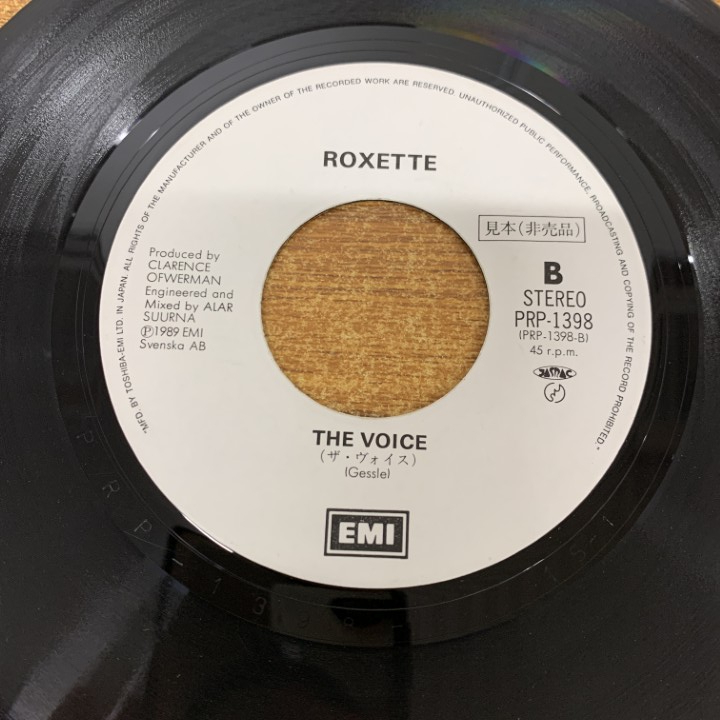 "MFD. BY TOSHIBA-EMI LTD. IN JAPAN. ALL RIGHTS OF THE MANUFACTURER AND OF THE OWNER OF THE RECORDED WORK ARE RESERVED. UNAUTHORIZED PUBLIC PERFORMANCE, BROADCASTING AND COPYING OF THE RECORD PROHIBITED."
ROXETTE
見本(非売品)
Produced by
CLARENCE
OFWERMAN
Engineered and
Mixed by ALAR
SUURNA
Ⓟ1989 EMI
Svenska AB
B
STEREO
PRP-1398
(PRP-1398-B)
45 r.p.m.
JASRAC
THE VOICE
(ザ・ヴォイス)
(Gessle)
EMI